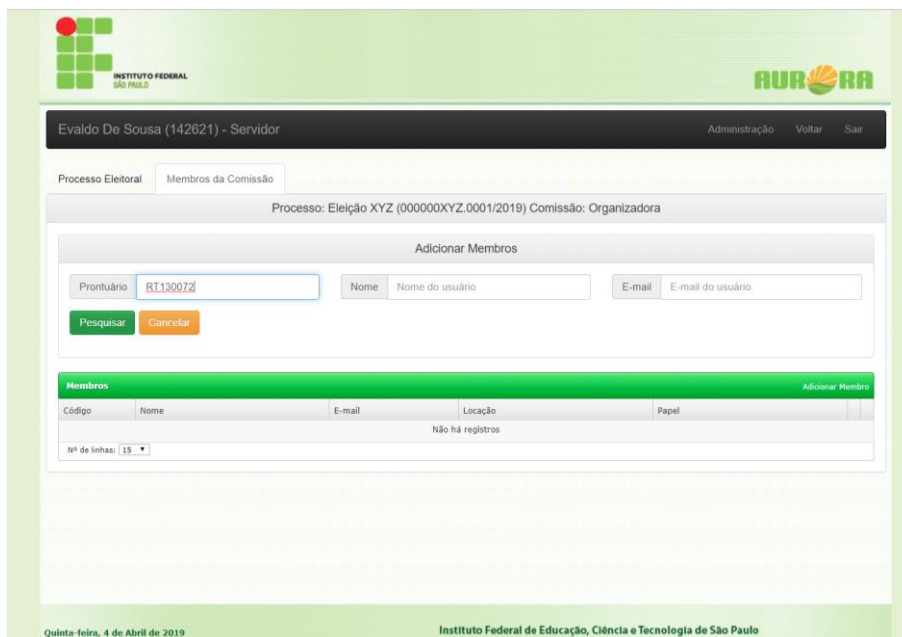 INSTITUTO FEDERAL
SÃO PAULO
AURORA
Evaldo De Sousa (142621) - Servidor Administração Voltar Sair
Processo Eleitoral Membros da Comissão
Processo: Eleição XYZ (000000XYZ.0001/2019) Comissão: Organizadora
Adicionar Membros
Prontuário RT130072 Nome Nome do usuário E-mail E-mail do usuário
Pesquisar Cancelar
Membros Adicionar Membro
Código Nome E-mail Locação Papel
Não há registros
Nº de linhas: 15
Quinta-feira, 4 de Abril de 2019 Instituto Federal de Educação, Ciência e Tecnologia de São Paulo